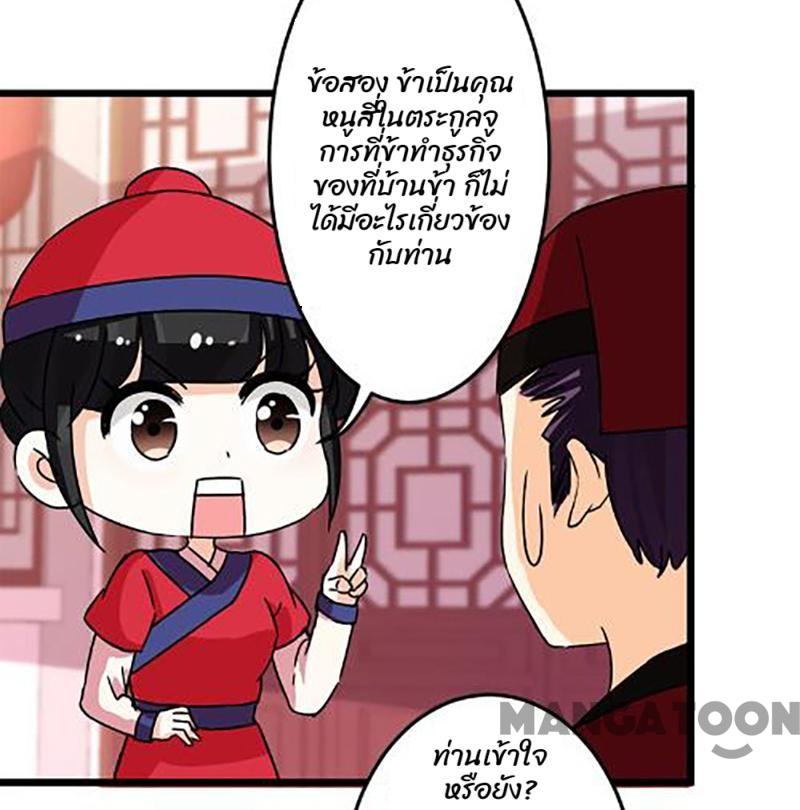 ข้อสอง ข้าเป็นคุณ
หนูสี่ในตระกูลจู
การที่ข้าทำธุรกิจ
ของที่บ้านข้า ก็ไม่
ได้มีอะไรเกี่ยวข้อง
กับท่าน
MANGATOON
ท่านเข้าใจ
หรือยัง?